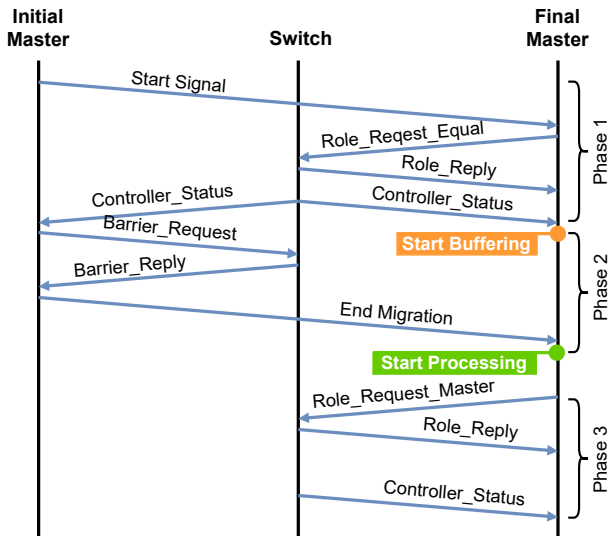 Initial
Master
Switch
Final
Master
Start Signal
Role_Reqest_Equal
Role_Reply
Phase 1
Controller_Status
Controller_Status
Barrier_Request
Start Buffering
Barrier_Reply
Phase 2
End Migration
Start Processing
Role_Request_Master
Role_Reply
Phase 3
Controller_Status